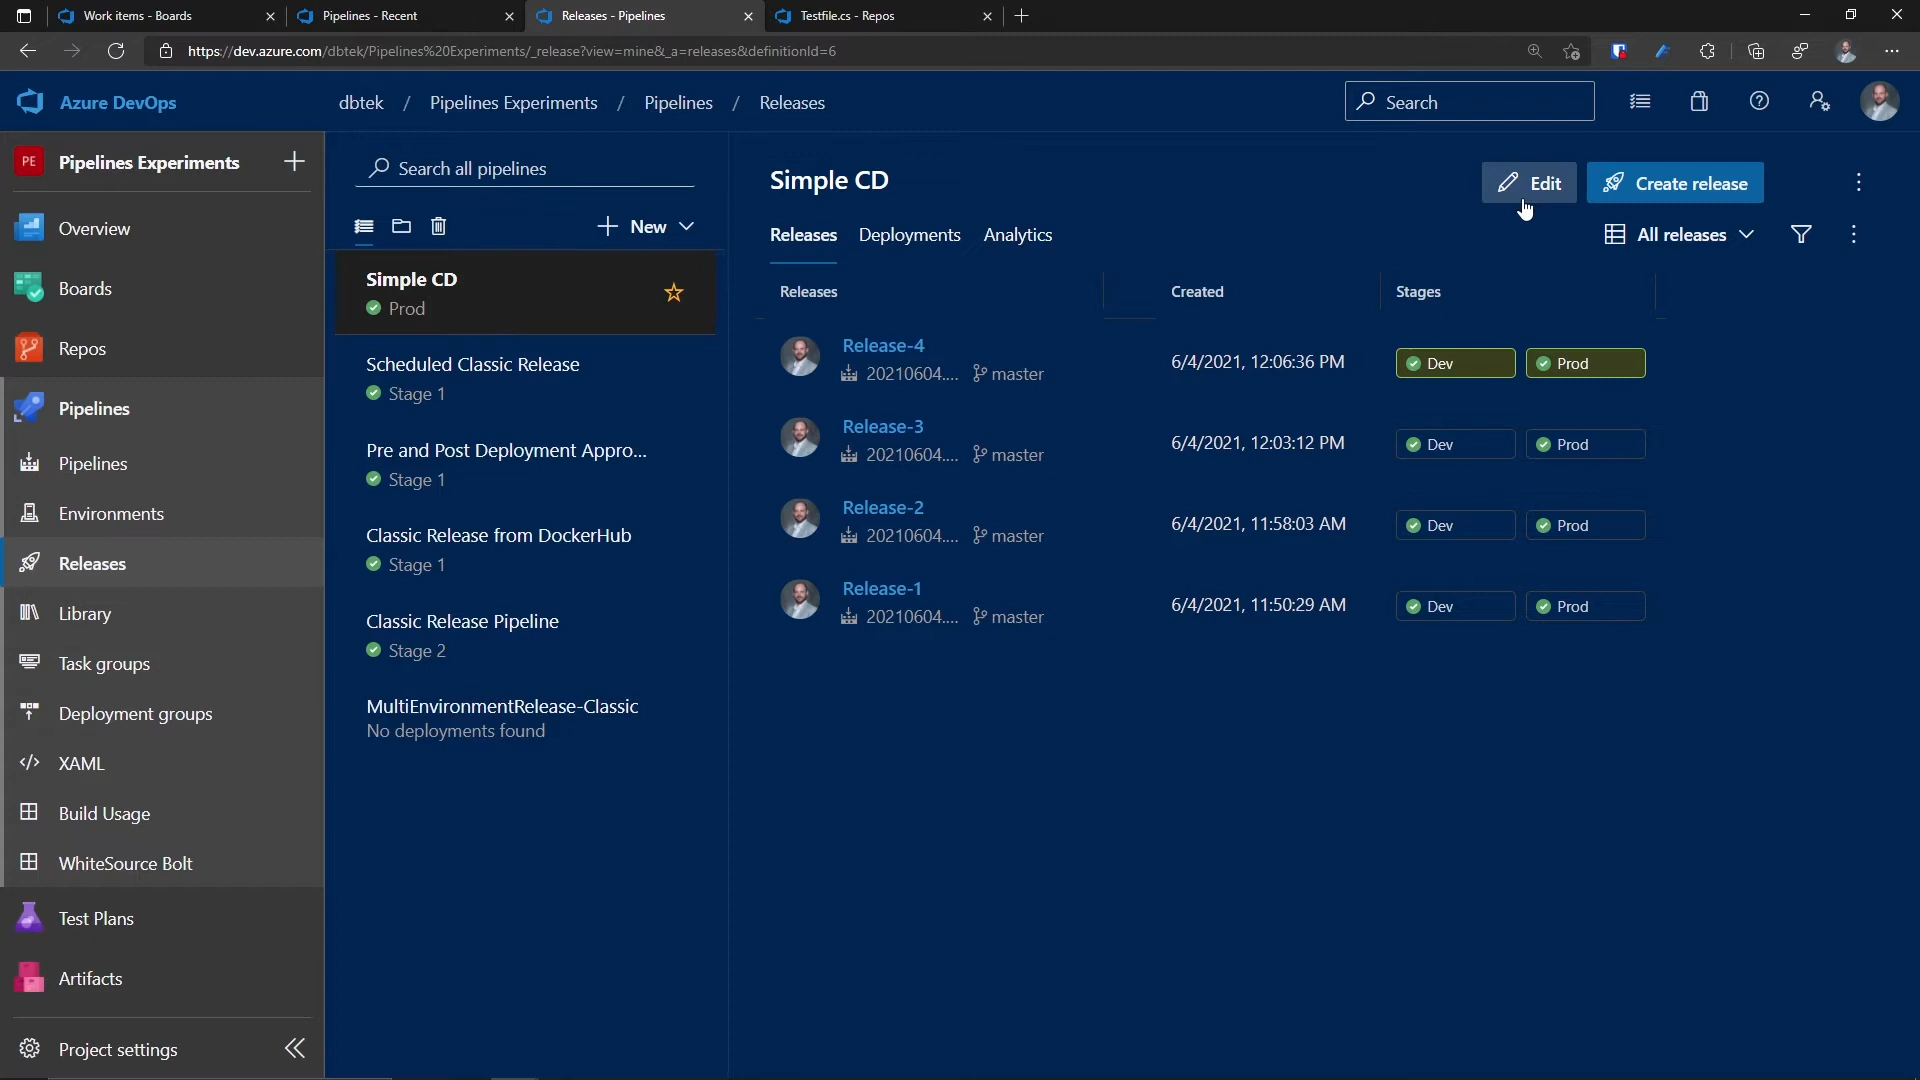 Work items - Boards
Pipelines - Recent
Releases - Pipelines
Testfile.cs - Repos
https://dev.azure.com/dbtek/Pipelines%20Experiments/_release?view=mine&_a=releases&definitionId=6
Azure DevOps
dbtek / Pipelines Experiments / Pipelines / Releases
Search
PE Pipelines Experiments
Overview
Boards
Repos
Pipelines
Pipelines
Environments
Releases
Library
Task groups
Deployment groups
XAML
Build Usage
WhiteSource Bolt
Test Plans
Artifacts
Project settings
Search all pipelines
New
Simple CD
Prod
Scheduled Classic Release
Stage 1
Pre and Post Deployment Appro...
Stage 1
Classic Release from DockerHub
Stage 1
Classic Release Pipeline
Stage 2
MultiEnvironmentRelease-Classic
No deployments found
Simple CD
Edit
Create release
Releases Deployments Analytics
All releases
Releases Created Stages
Release-4
20210604.... master
6/4/2021, 12:06:36 PM
Dev Prod
Release-3
20210604.... master
6/4/2021, 12:03:12 PM
Dev Prod
Release-2
20210604.... master
6/4/2021, 11:58:03 AM
Dev Prod
Release-1
20210604.... master
6/4/2021, 11:50:29 AM
Dev Prod